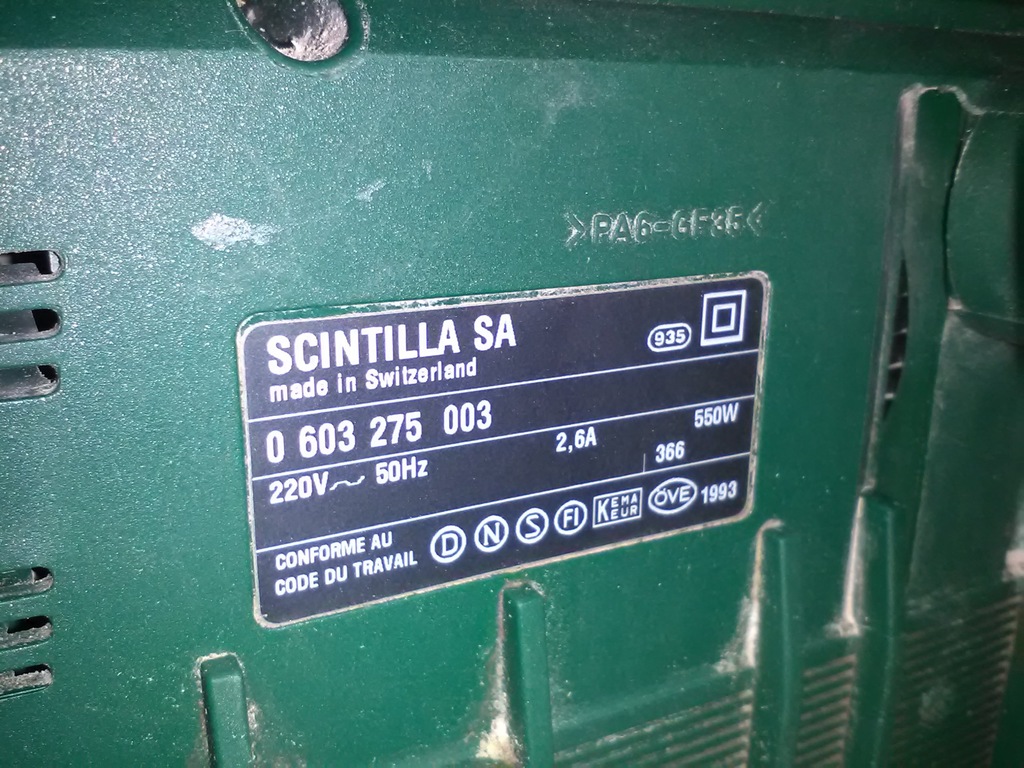 >PA6-GF35<
SCINTILLA SA
935
made in Switzerland
0 603 275 003
550W
220V~ 50Hz
2,6A
366
CONFORME AU
CODE DU TRAVAIL
D N S FI KEMA KEUR ÖVE 1993